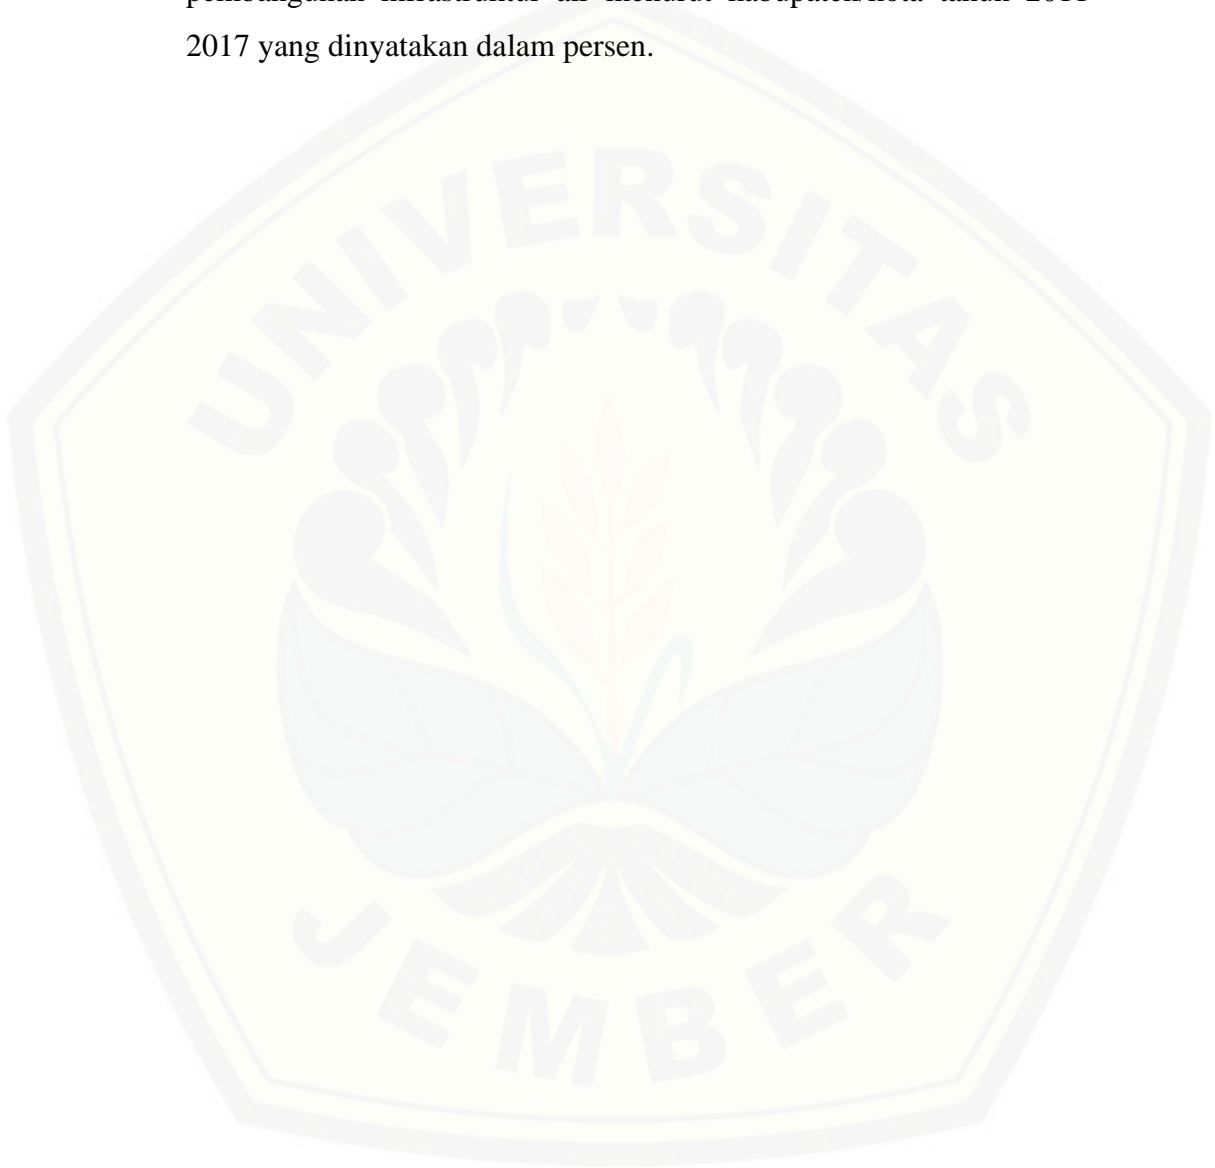 pembangunan infrastruktur air menurut kabupaten/kota tahun 2011-
2017 yang dinyatakan dalam persen.
UNIVERSITAS
JEMBER